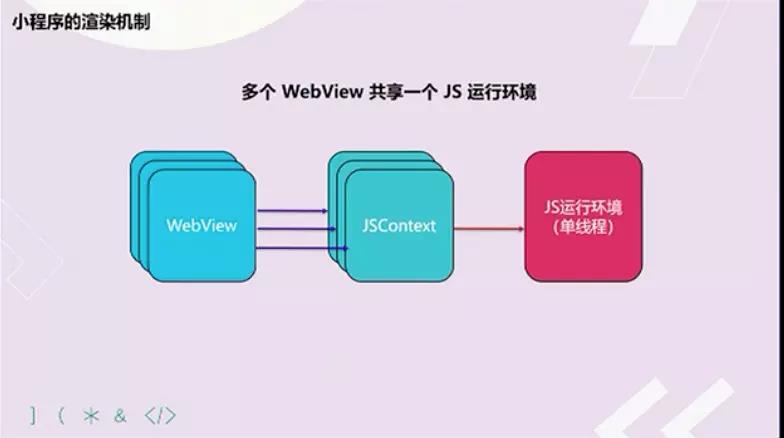 小程序的渲染机制
多个 WebView 共享一个 JS 运行环境
WebView
JSContext
JS运行环境
（单线程）
] ( * & </>